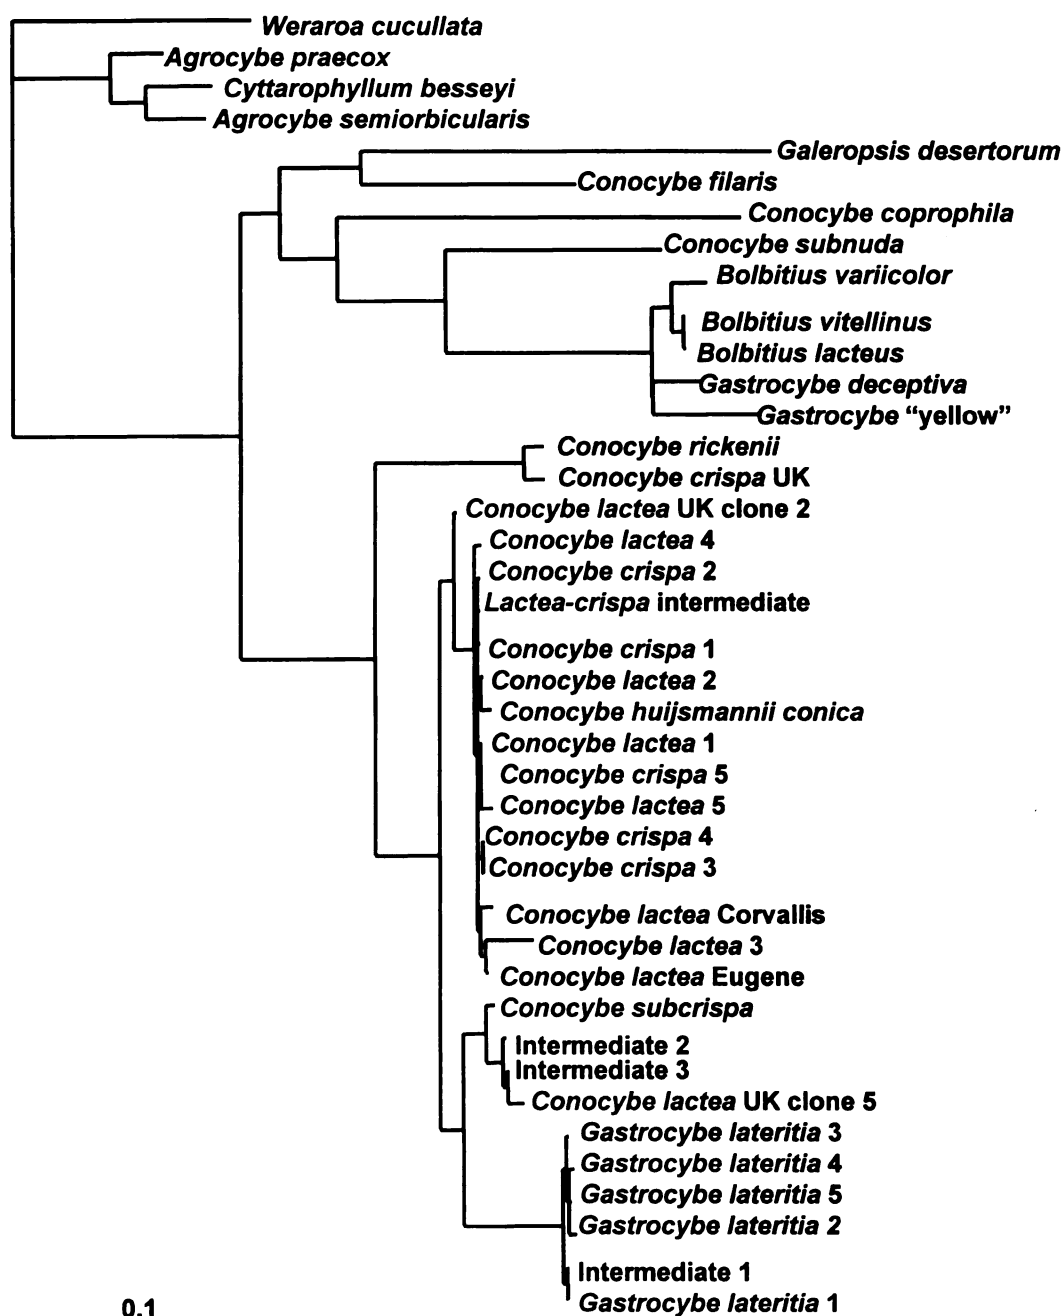 Weraroa cucullata
Agrocybe praecox
Cyttarophyllum besseyi
Agrocybe semiorbicularis
Galeropsis desertorum
Conocybe filaris
Conocybe coprophila
Conocybe subnuda
Bolbitius variicolor
Bolbitius vitellinus
Bolbitius lacteus
Gastrocybe deceptiva
Gastrocybe “yellow”
Conocybe rickenii
Conocybe crispa UK
Conocybe lactea UK clone 2
Conocybe lactea 4
Conocybe crispa 2
Lactea-crispa intermediate
Conocybe crispa 1
Conocybe lactea 2
Conocybe huijsmannii conica
Conocybe lactea 1
Conocybe crispa 5
Conocybe lactea 5
Conocybe crispa 4
Conocybe crispa 3
Conocybe lactea Corvallis
Conocybe lactea 3
Conocybe lactea Eugene
Conocybe subcrispa
Intermediate 2
Intermediate 3
Conocybe lactea UK clone 5
Gastrocybe lateritia 3
Gastrocybe lateritia 4
Gastrocybe lateritia 5
Gastrocybe lateritia 2
Intermediate 1
Gastrocybe lateritia 1
0.1